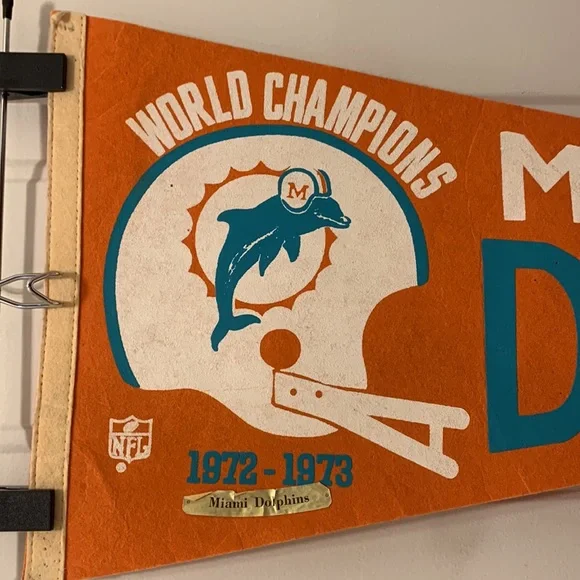 WORLD CHAMPIONS
M
M
D
NFL
1972 - 1973
Miami Dolphins